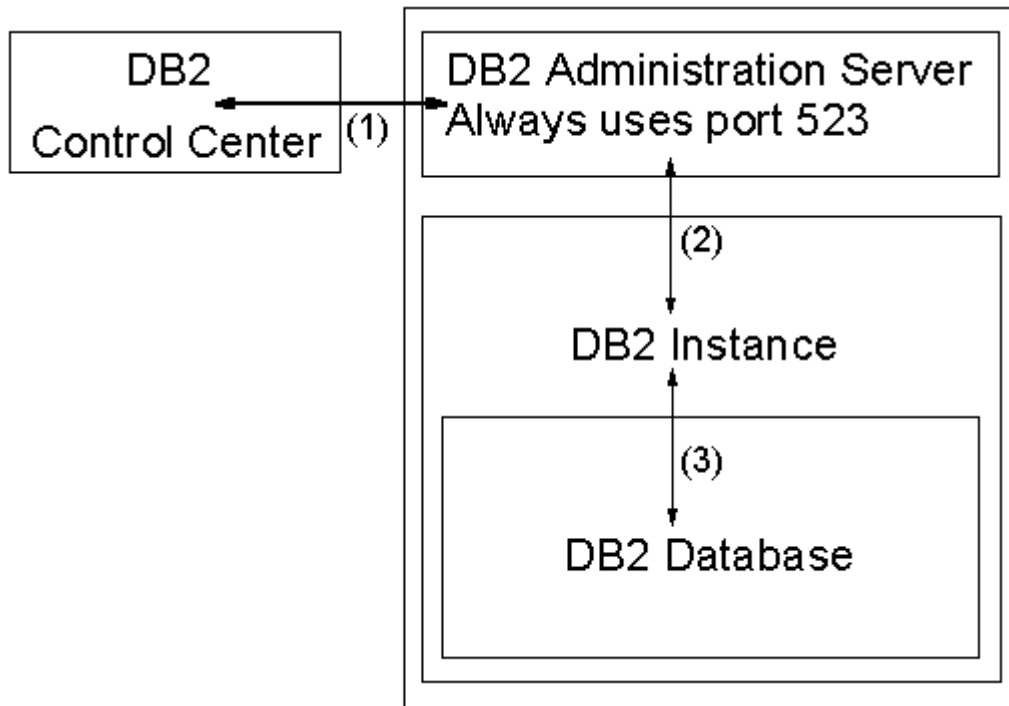 DB2
Control Center
(1)
DB2 Administration Server
Always uses port 523
(2)
DB2 Instance
(3)
DB2 Database